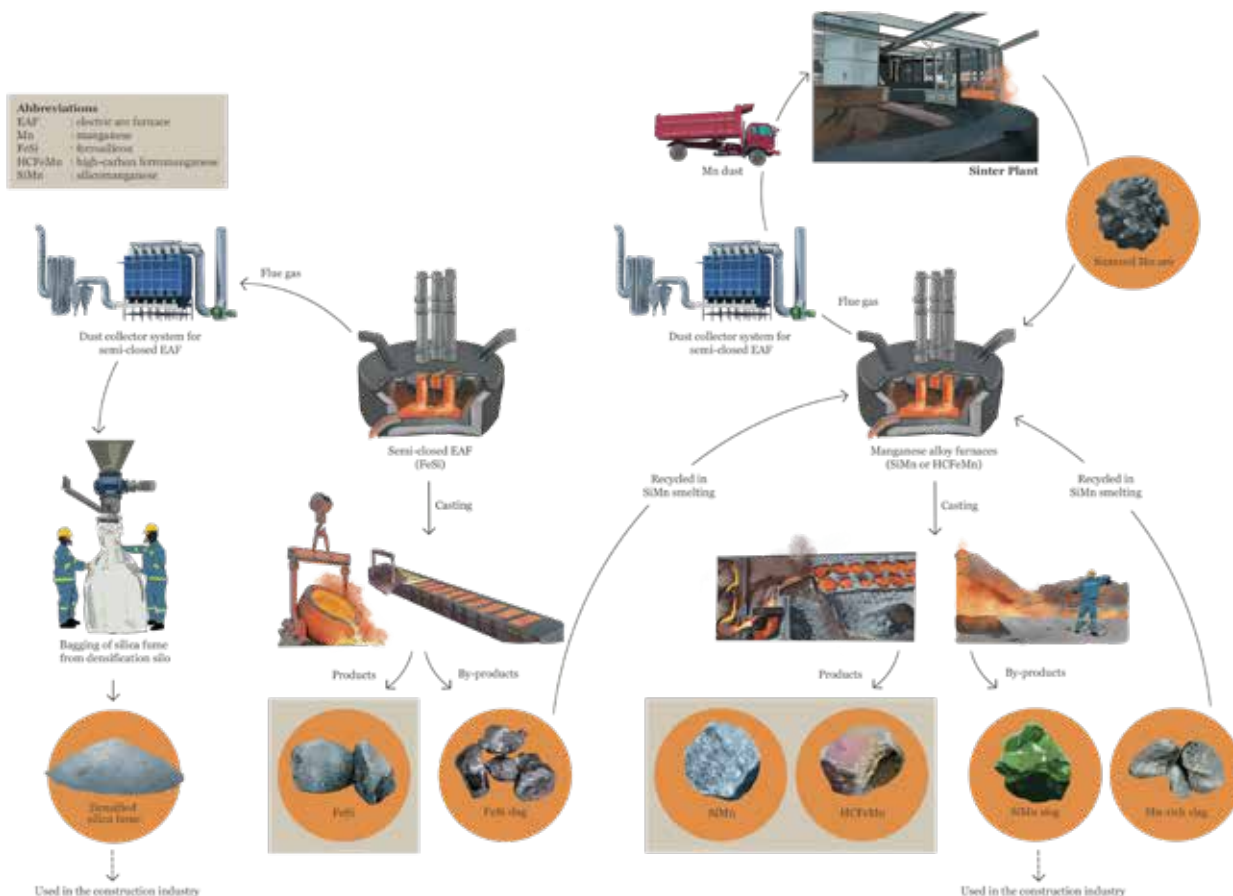 Abbreviations
EAF : electric arc furnace
Mn : manganese
FeSi : ferrosilicon
HCFeMn : high-carbon ferromanganese
SiMn : silicomanganese
Mn dust
Sinter Plant
Sintered Mn ore
Flue gas
Dust collector system for
semi-closed EAF
Flue gas
Dust collector system for
semi-closed EAF
Semi-closed EAF
(FeSi)
Manganese alloy furnaces
(SiMn or HCFeMn)
Casting
Recycled in
SiMn smelting
Casting
Recycled in
SiMn smelting
Bagging of silica fume
from densification silo
Products
By-products
Products
By-products
Densified
silica fume
FeSi
FeSi slag
SiMn
HCFeMn
SiMn slag
Mn-rich slag
Used in the construction industry
Used in the construction industry